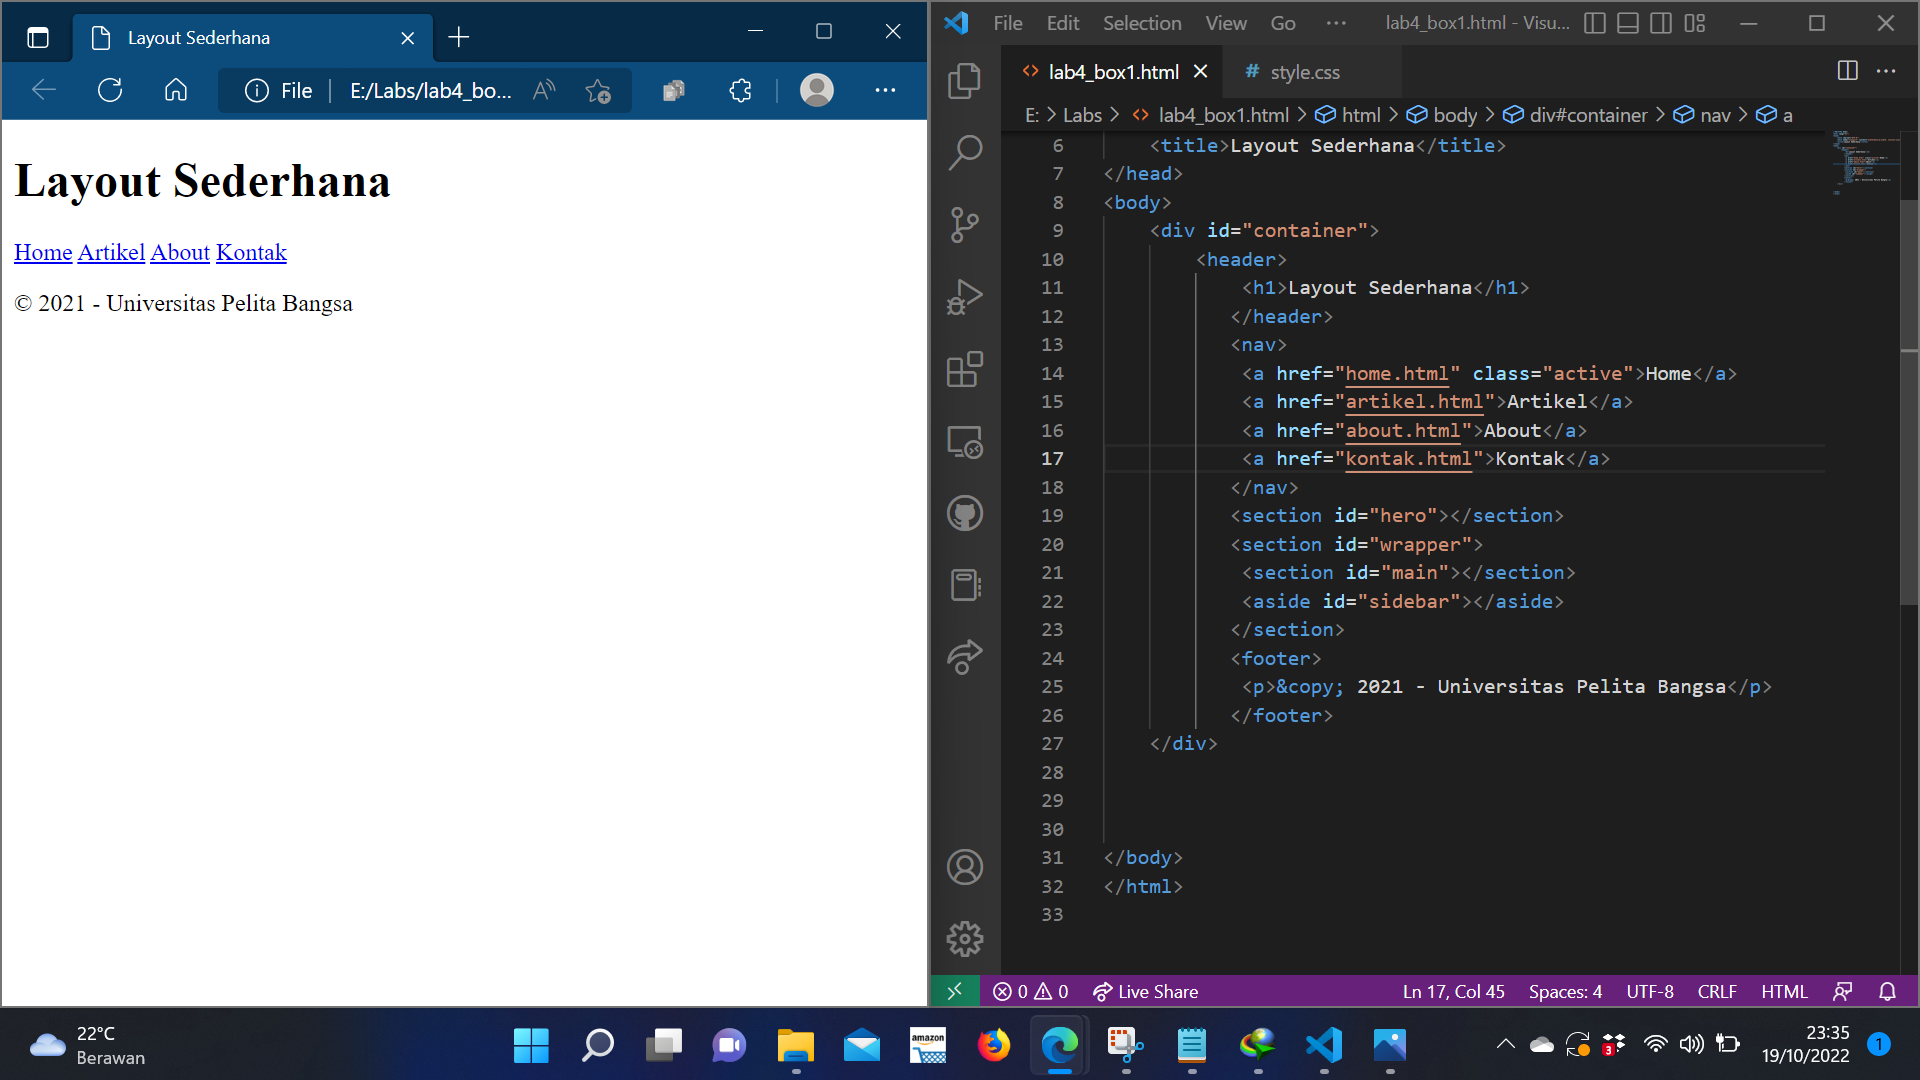 Layout Sederhana
File
E:/Labs/lab4_bo...
Layout Sederhana
Home Artikel About Kontak
© 2021 - Universitas Pelita Bangsa
File Edit Selection View Go ···
lab4_box1.html - Visu...
lab4_box1.html
# style.css
E: > Labs > lab4_box1.html > html > body > div#container > nav > a
6 <title>Layout Sederhana</title>
7 </head>
8 <body>
9 <div id="container">
10 <header>
11 <h1>Layout Sederhana</h1>
12 </header>
13 <nav>
14 <a href="home.html" class="active">Home</a>
15 <a href="artikel.html">Artikel</a>
16 <a href="about.html">About</a>
17 <a href="kontak.html">Kontak</a>
18 </nav>
19 <section id="hero"></section>
20 <section id="wrapper">
21 <section id="main"></section>
22 <aside id="sidebar"></aside>
23 </section>
24 <footer>
25 <p>&copy; 2021 - Universitas Pelita Bangsa</p>
26 </footer>
27 </div>
28
29
30
31 </body>
32 </html>
33
0 0 Live Share Ln 17, Col 45 Spaces: 4 UTF-8 CRLF HTML
22°C
Berawan
amazon
3
23:35
19/10/2022
1